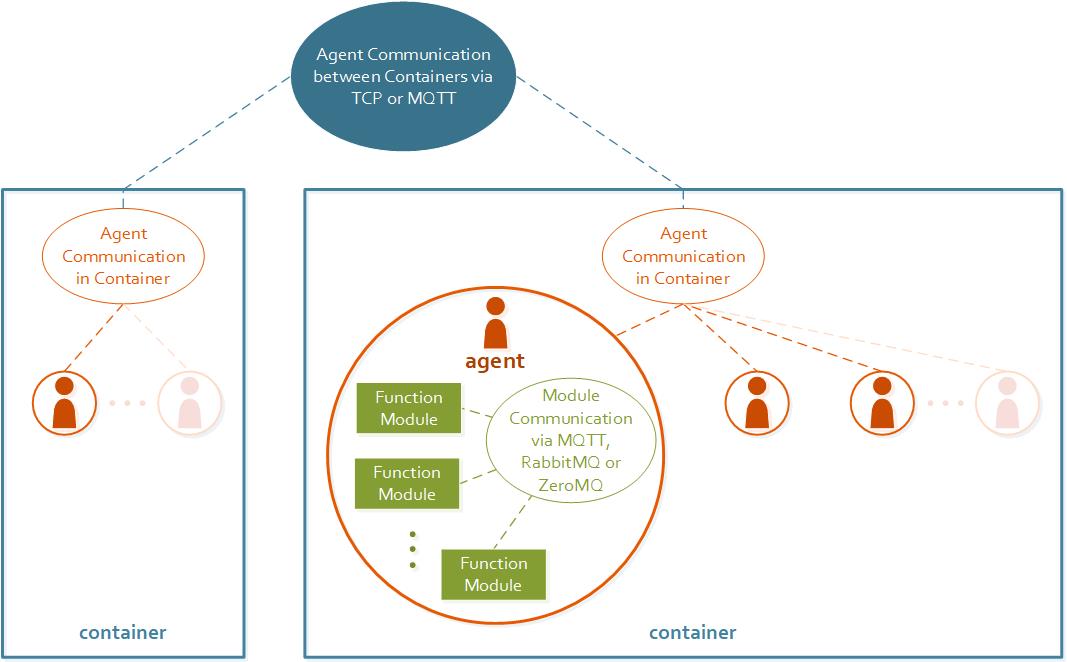 Agent Communication
between Containers via
TCP or MQTT
Agent
Communication
in Container
container
Agent
Communication
in Container
agent
Function
Module
Function
Module
Function
Module
Module
Communication
via MQTT,
RabbitMQ or
ZeroMQ
container